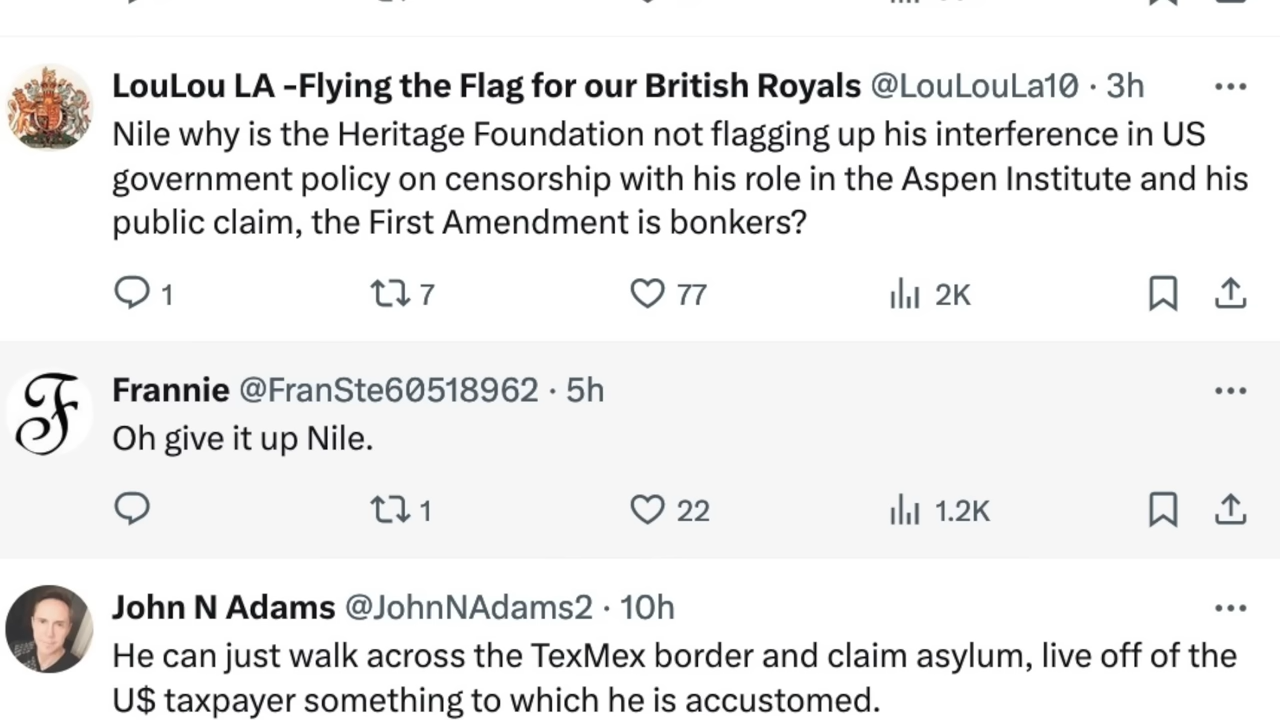 LouLou LA -Flying the Flag for our British Royals @LouLouLa10 · 3h
Nile why is the Heritage Foundation not flagging up his interference in US
government policy on censorship with his role in the Aspen Institute and his
public claim, the First Amendment is bonkers?
1 7 77 2K
Frannie @FranSte60518962 · 5h
Oh give it up Nile.
1 22 1.2K
John N Adams @JohnNAdams2 · 10h
He can just walk across the TexMex border and claim asylum, live off of the
U$ taxpayer something to which he is accustomed.